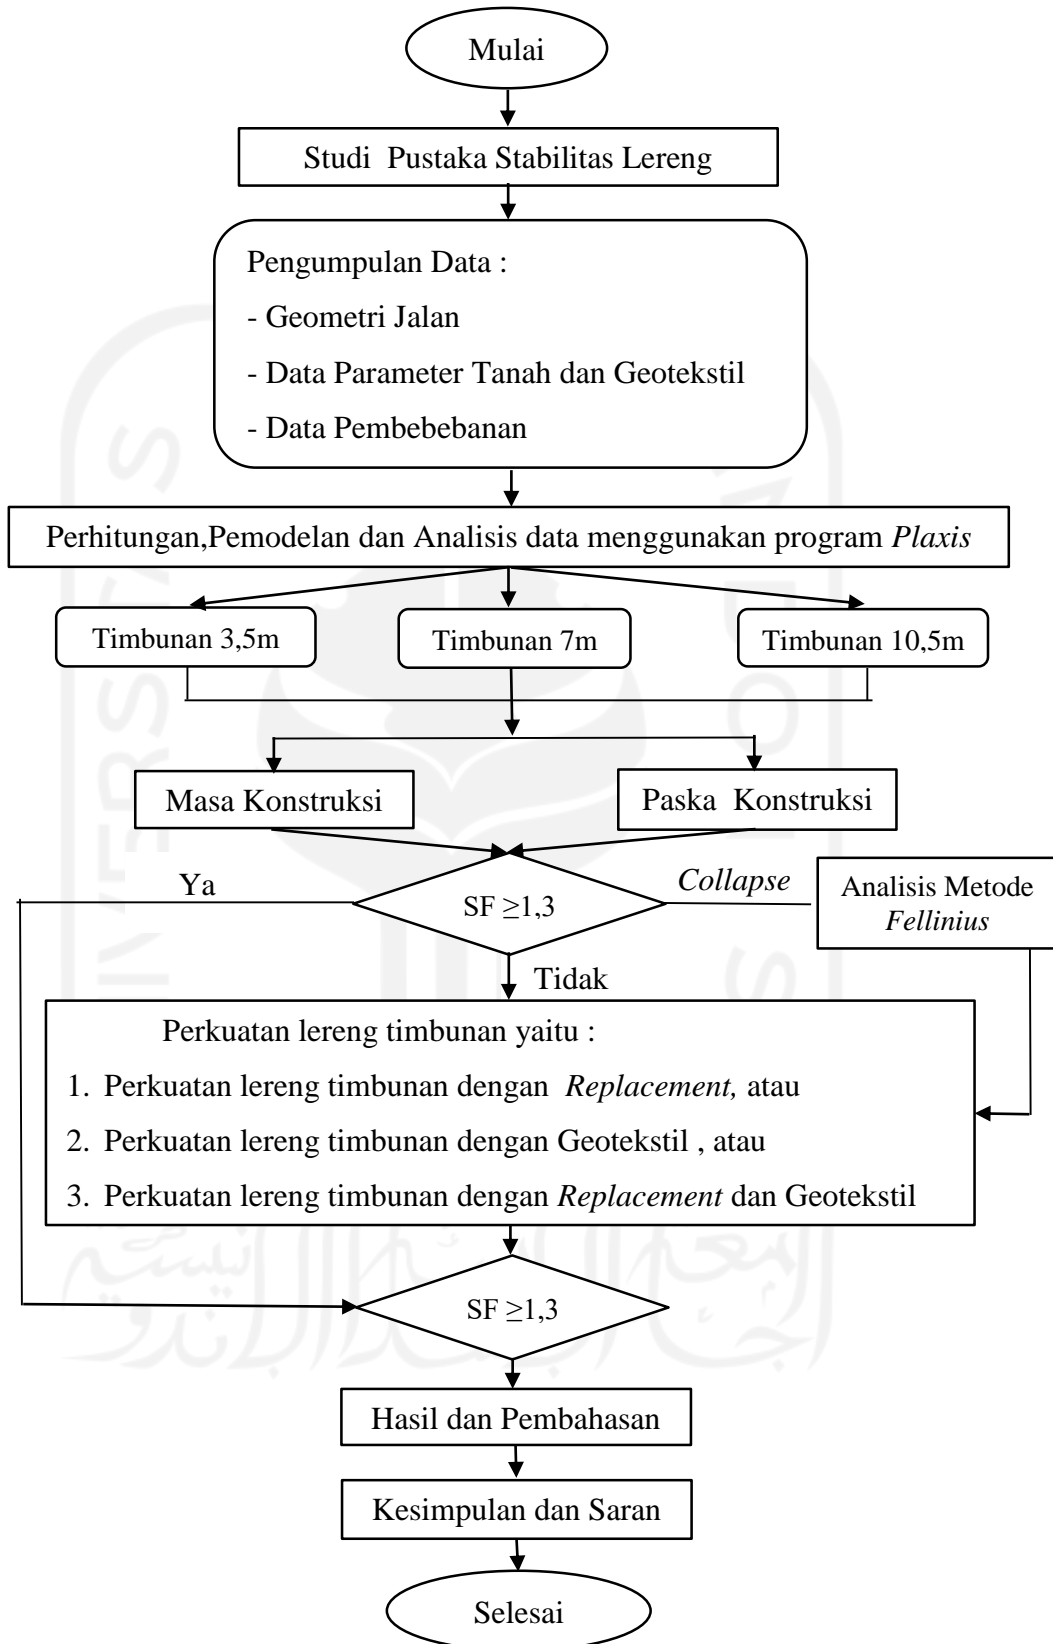 Mulai
Studi Pustaka Stabilitas Lereng
Pengumpulan Data :
- Geometri Jalan
- Data Parameter Tanah dan Geotekstil
- Data Pembebebanan
Perhitungan,Pemodelan dan Analisis data menggunakan program Plaxis
Timbunan 3,5m
Timbunan 7m
Timbunan 10,5m
Masa Konstruksi
Paska Konstruksi
Ya
SF ≥1,3
Collapse
Analisis Metode
Fellinius
Tidak
Perkuatan lereng timbunan yaitu :
1. Perkuatan lereng timbunan dengan Replacement, atau
2. Perkuatan lereng timbunan dengan Geotekstil , atau
3. Perkuatan lereng timbunan dengan Replacement dan Geotekstil
SF ≥1,3
Hasil dan Pembahasan
Kesimpulan dan Saran
Selesai